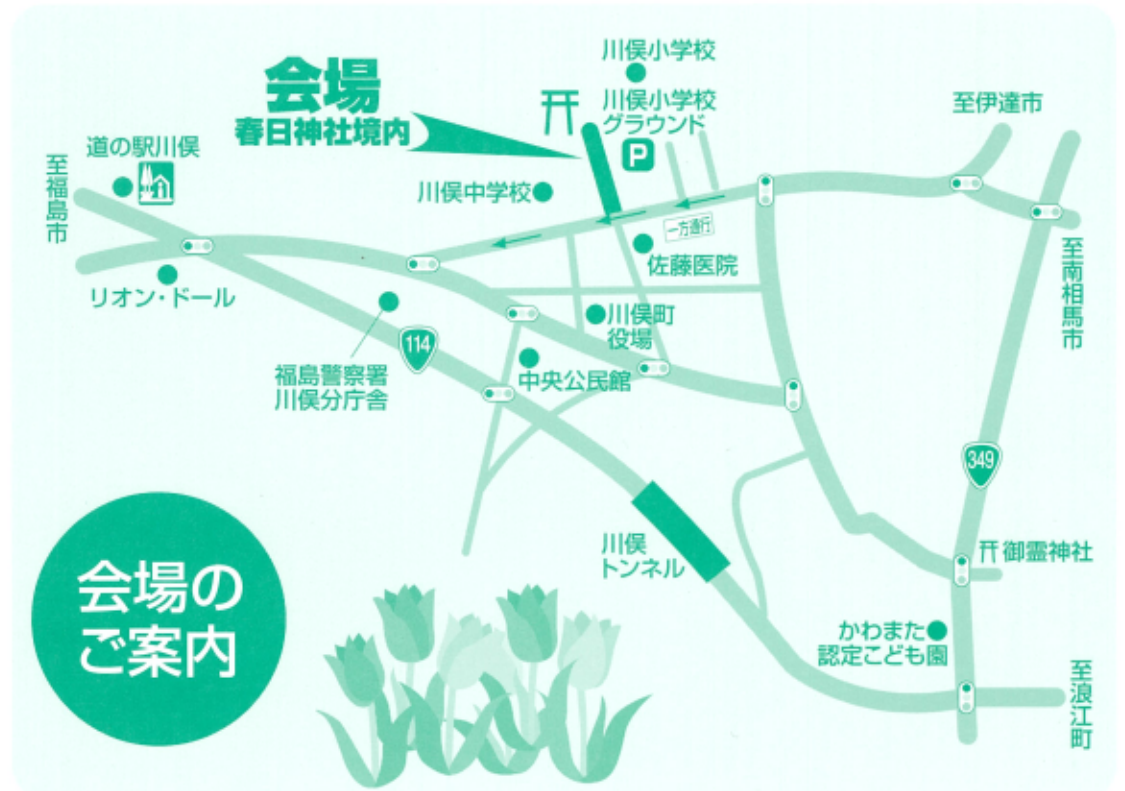 川俣小学校
会場
春日神社境内
川俣小学校
グラウンド
P
至伊達市
道の駅川俣
至福島市
川俣中学校
一方通行
佐藤医院
至南相馬市
リオン・ドール
川俣町
役場
114
中央公民館
福島警察署
川俣分庁舎
349
川俣
トンネル
御霊神社
会場の
ご案内
かわまた
認定こども園
至浪江町